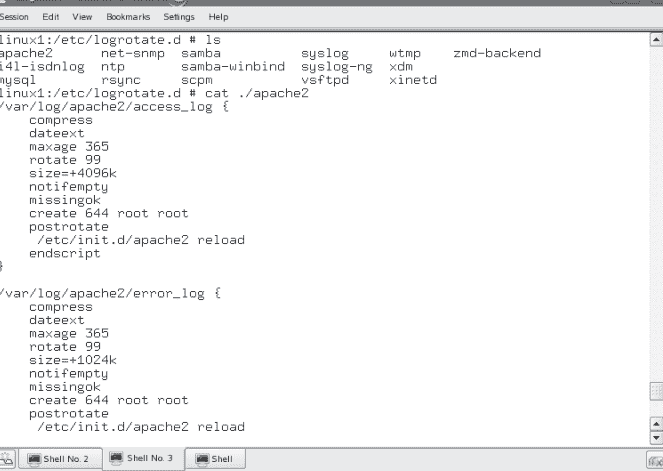 Session Edit View Bookmarks Settings Help
linux1:/etc/logrotate.d # ls
apache2 net-snmp samba syslog wtmp zmd-backend
i4l-isdnlog ntp samba-winbind syslog-ng xdm
mysql rsync scpm vsftpd xinetd
linux1:/etc/logrotate.d # cat ./apache2
/var/log/apache2/access_log {
compress
dateext
maxage 365
rotate 99
size=+4096k
notifempty
missingok
create 644 root root
postrotate
/etc/init.d/apache2 reload
endscript
}
/var/log/apache2/error_log {
compress
dateext
maxage 365
rotate 99
size=+1024k
notifempty
missingok
create 644 root root
postrotate
/etc/init.d/apache2 reload
Shell No. 2 Shell No. 3 Shell